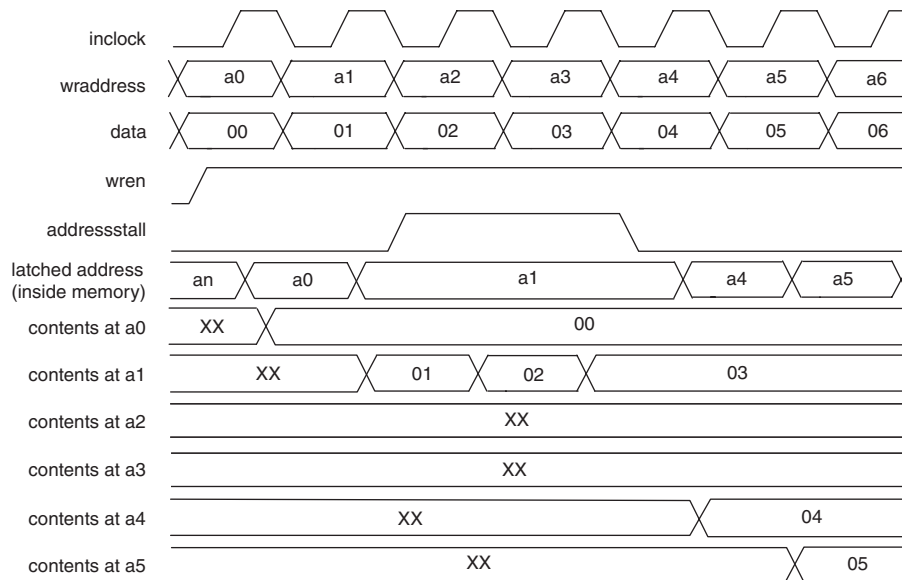 inclock
wraddress a0 a1 a2 a3 a4 a5 a6
data 00 01 02 03 04 05 06
wren
addressstall
latched address
(inside memory) an a0 a1 a4 a5
contents at a0 XX 00
contents at a1 XX 01 02 03
contents at a2 XX
contents at a3 XX
contents at a4 XX 04
contents at a5 XX 05